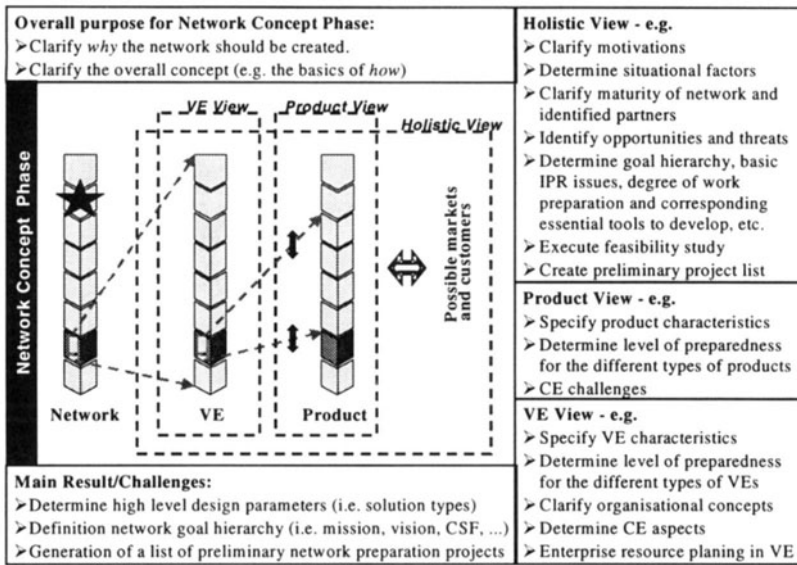 Overall purpose for Network Concept Phase:
➢Clarify why the network should be created.
➢Clarify the overall concept (e.g. the basics of how)
Network Concept Phase
VE View
Product View
Holistic View
Possible markets
and customers
Network
VE
Product
Main Result/Challenges:
➢Determine high level design parameters (i.e. solution types)
➢Definition network goal hierarchy (i.e. mission, vision, CSF, ...)
➢Generation of a list of preliminary network preparation projects
Holistic View - e.g.
➢ Clarify motivations
➢ Determine situational factors
➢ Clarify maturity of network and
identified partners
➢ Identify opportunities and threats
➢ Determine goal hierarchy, basic
IPR issues, degree of work
preparation and corresponding
essential tools to develop, etc.
➢ Execute feasibility study
➢ Create preliminary project list
Product View - e.g.
➢ Specify product characteristics
➢ Determine level of preparedness
for the different types of products
➢ CE challenges
VE View - e.g.
➢ Specify VE characteristics
➢ Determine level of preparedness
for the different types of VEs
➢ Clarify organisational concepts
➢ Determine CE aspects
➢ Enterprise resource planing in VE